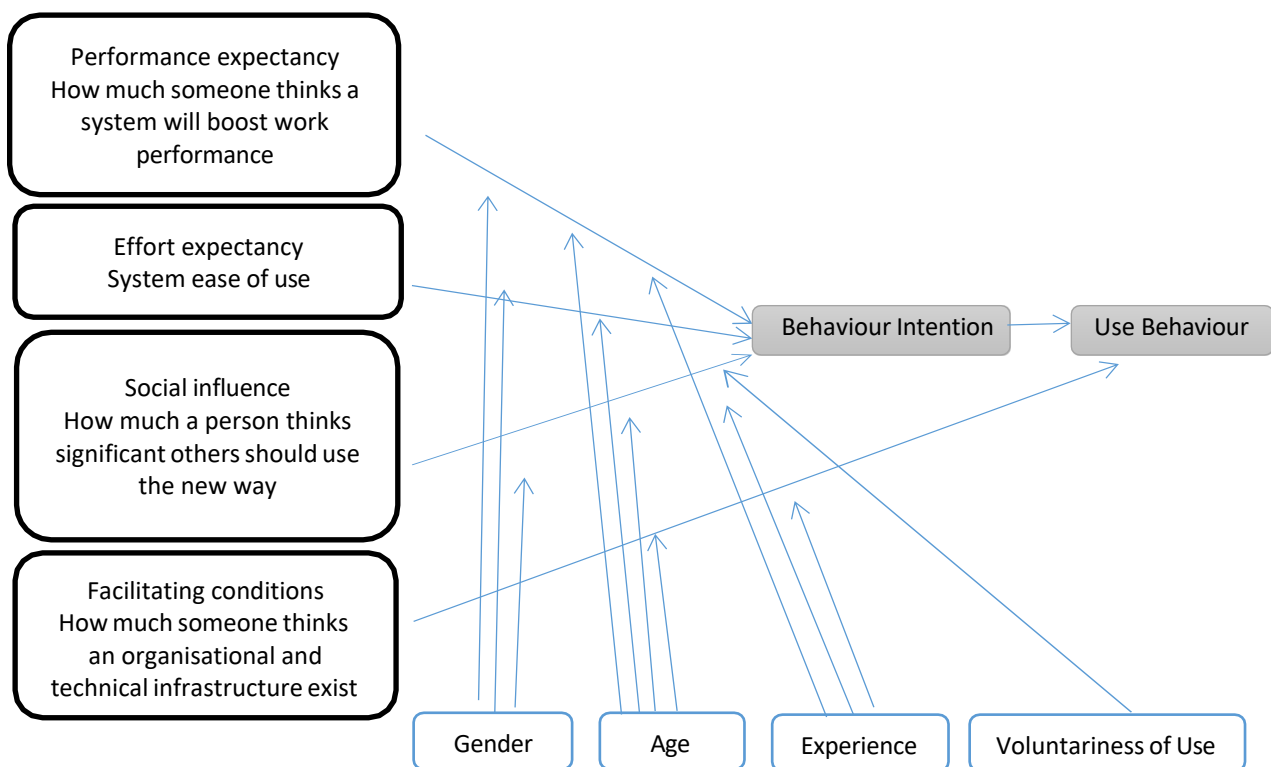 Performance expectancy
How much someone thinks a
system will boost work
performance
Effort expectancy
System ease of use
Behaviour Intention
Use Behaviour
Social influence
How much a person thinks
significant others should use
the new way
Facilitating conditions
How much someone thinks
an organisational and
technical infrastructure exist
Gender
Age
Experience
Voluntariness of Use